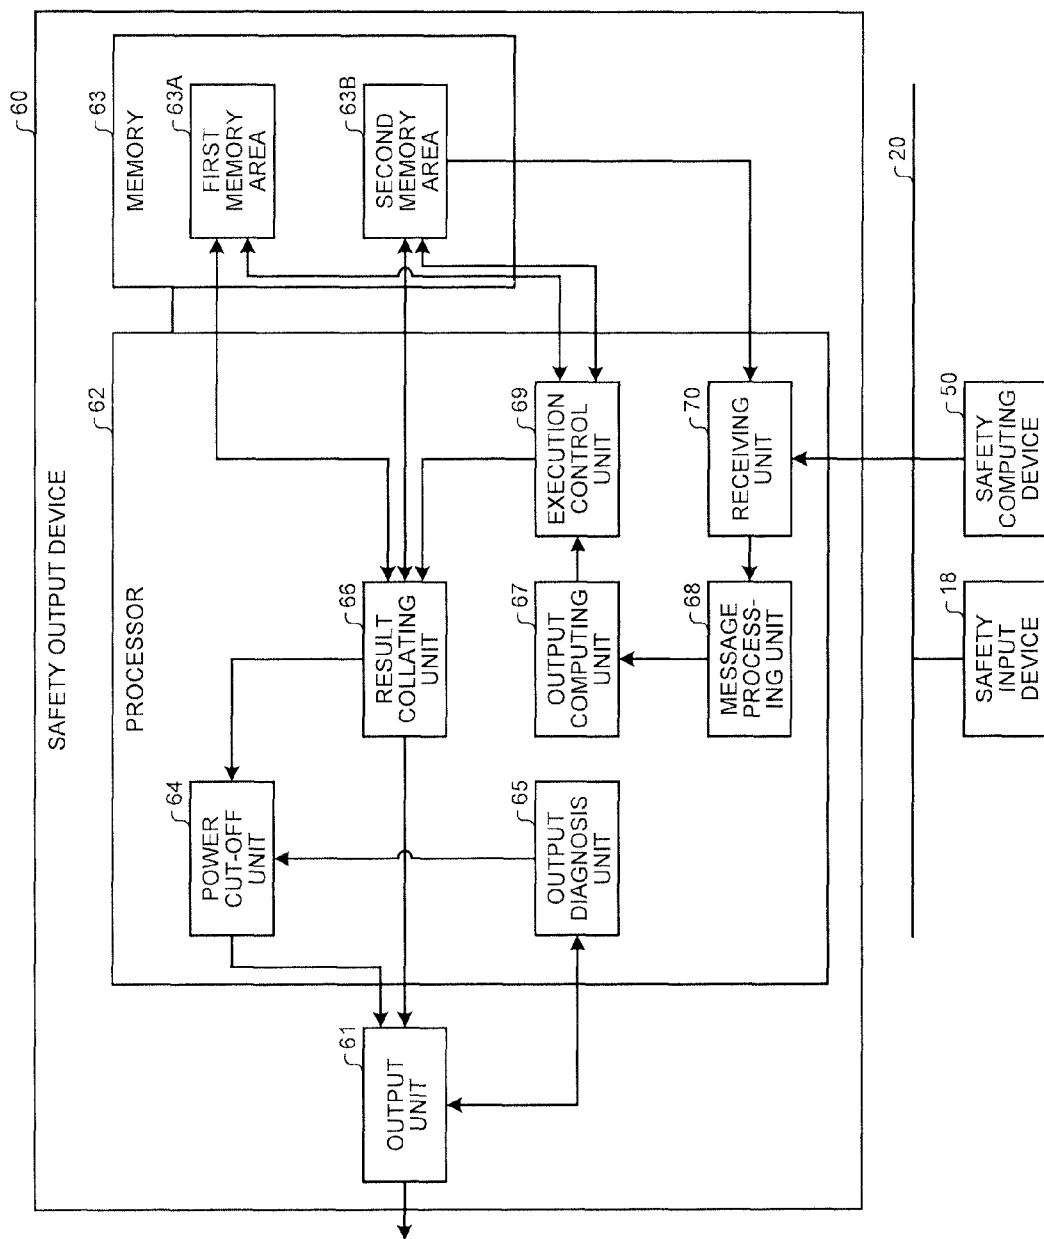 60
SAFETY OUTPUT DEVICE
63
MEMORY
63A
FIRST
MEMORY
AREA
63B
SECOND
MEMORY
AREA
62
PROCESSOR
64
POWER
CUT-OFF
UNIT
66
RESULT
COLLATING
UNIT
61
OUTPUT
UNIT
65
OUTPUT
DIAGNOSIS
UNIT
67
OUTPUT
COMPUTING
UNIT
69
EXECUTION
CONTROL
UNIT
68
MESSAGE
PROCESS-
ING UNIT
70
RECEIVING
UNIT
20
18
SAFETY
INPUT
DEVICE
50
SAFETY
COMPUTING
DEVICE